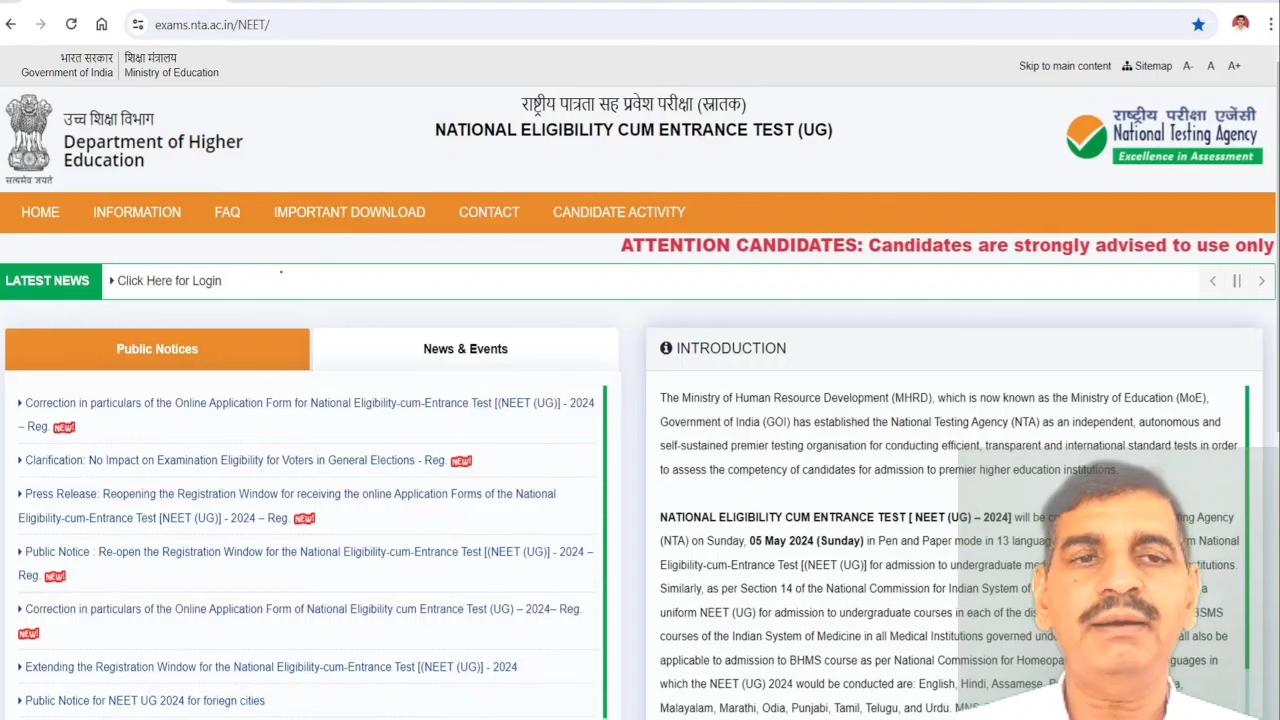 exams.nta.ac.in/NEET/
भारत सरकार
Government of India
शिक्षा मंत्रालय
Ministry of Education
Skip to main content
Sitemap
A-
A
A+
सत्यमेव जयते
उच्च शिक्षा विभाग
Department of Higher
Education
राष्ट्रीय पात्रता सह प्रवेश परीक्षा (स्नातक)
NATIONAL ELIGIBILITY CUM ENTRANCE TEST (UG)
राष्ट्रीय परीक्षा एजेंसी
National Testing Agency
Excellence in Assessment
HOME
INFORMATION
FAQ
IMPORTANT DOWNLOAD
CONTACT
CANDIDATE ACTIVITY
ATTENTION CANDIDATES: Candidates are strongly advised to use only
LATEST NEWS
Click Here for Login
Public Notices
News & Events
Correction in particulars of the Online Application Form for National Eligibility-cum-Entrance Test [(NEET (UG)] - 2024
– Reg. NEW!
Clarification: No Impact on Examination Eligibility for Voters in General Elections - Reg. NEW!
Press Release: Reopening the Registration Window for receiving the online Application Forms of the National
Eligibility-cum-Entrance Test [NEET (UG)] - 2024 – Reg. NEW!
Public Notice : Re-open the Registration Window for the National Eligibility-cum-Entrance Test [(NEET (UG)] - 2024 –
Reg. NEW!
Correction in particulars of the Online Application Form of National Eligibility cum Entrance Test (UG) – 2024– Reg.
NEW!
Extending the Registration Window for the National Eligibility-cum-Entrance Test [(NEET (UG)] - 2024
Public Notice for NEET UG 2024 for foriegn cities
INTRODUCTION
The Ministry of Human Resource Development (MHRD), which is now known as the Ministry of Education (MoE),
Government of India (GOI) has established the National Testing Agency (NTA) as an independent, autonomous and
self-sustained premier testing organisation for conducting efficient, transparent and international standard tests in order
to assess the competency of candidates for admission to premier higher education institutions.
NATIONAL ELIGIBILITY CUM ENTRANCE TEST [ NEET (UG) – 2024] will be Agency
(NTA) on Sunday, 05 May 2024 (Sunday) in Pen and Paper mode in 13 National
Eligibility-cum-Entrance Test [(NEET (UG)] for admission to undergraduate
Similarly, as per Section 14 of the National Commission for Indian System of a
uniform NEET (UG) for admission to undergraduate courses in each of the BSMS
courses of the Indian System of Medicine in all Medical Institutions governed also be
applicable to admission to BHMS course as per National Commission for in
which the NEET (UG) 2024 would be conducted are: English, Hindi, Assamese,
Malayalam, Marathi, Odia, Punjabi, Tamil, Telugu, and Urdu.